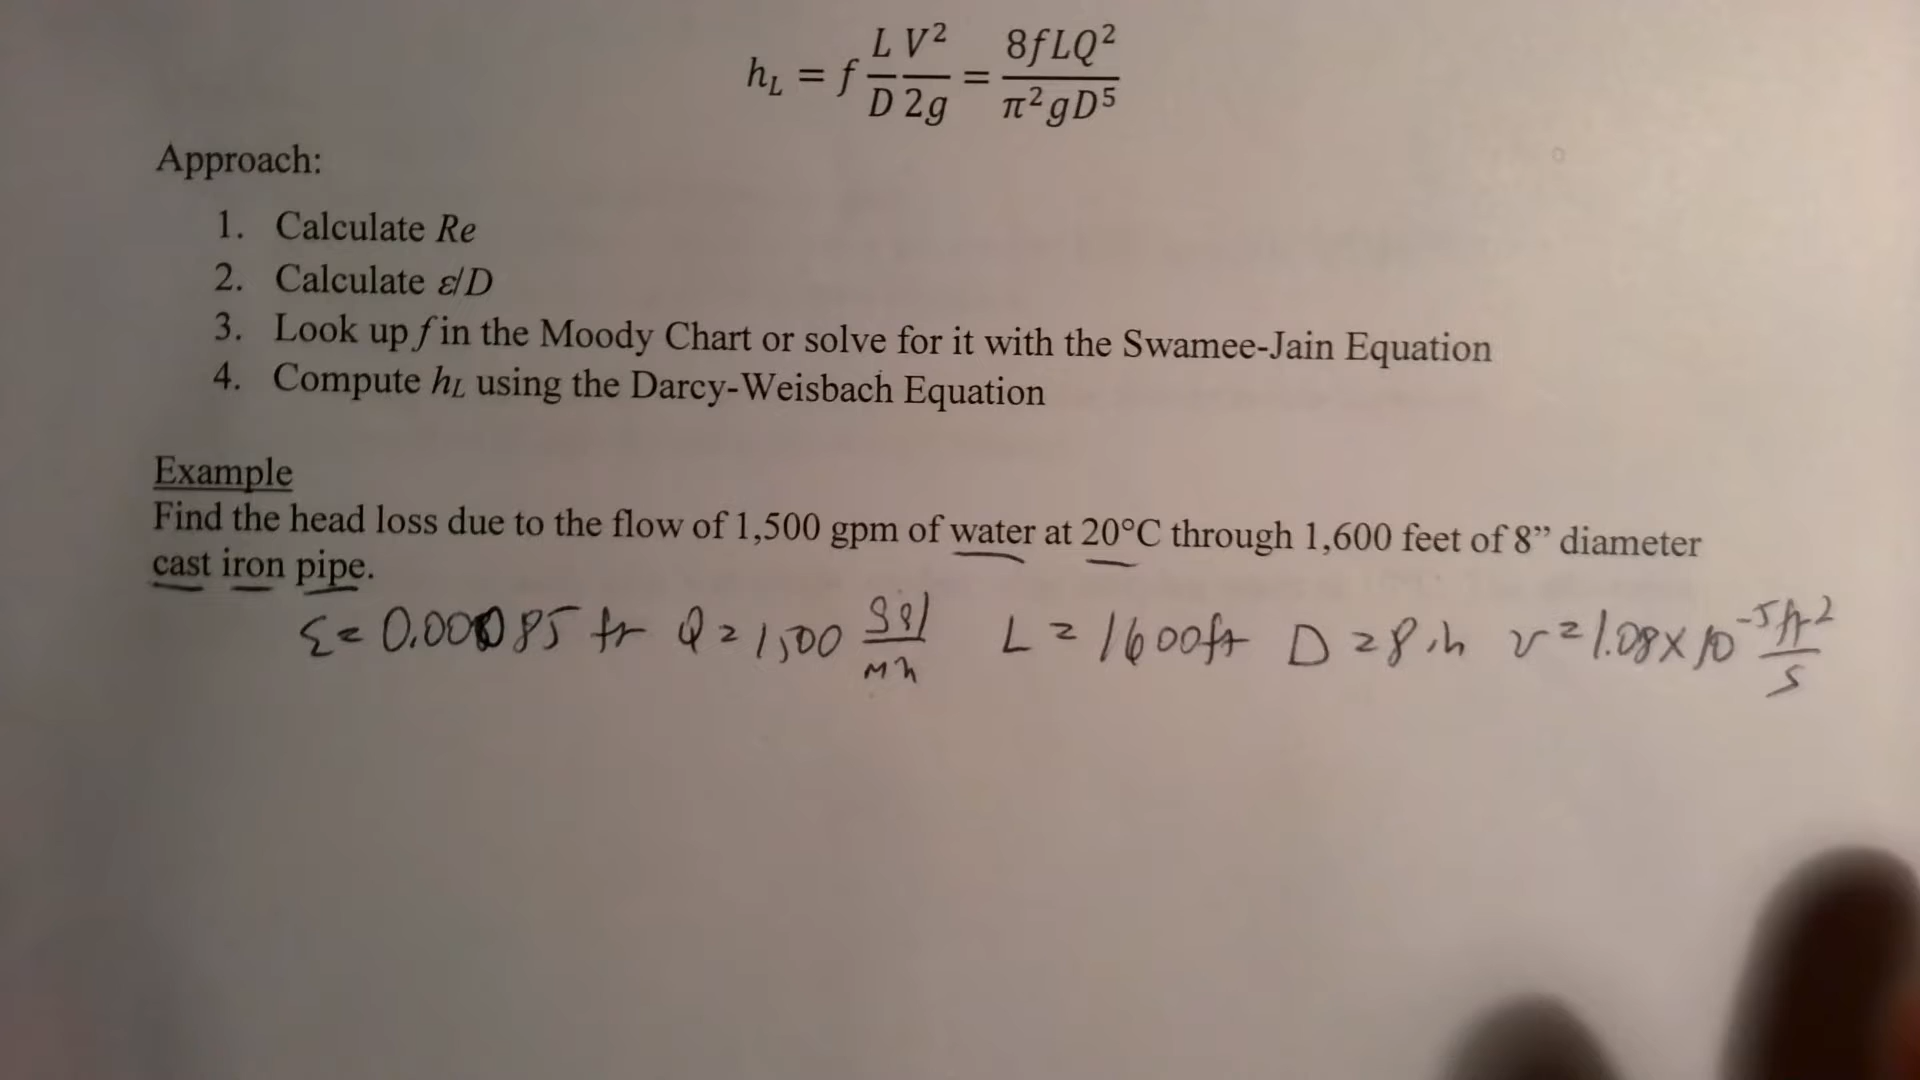 h_L = f L/D V²/2g = 8fLQ²/π²gD⁵
Approach:
1. Calculate Re
2. Calculate ε/D
3. Look up f in the Moody Chart or solve for it with the Swamee-Jain Equation
4. Compute h_L using the Darcy-Weisbach Equation
Example
Find the head loss due to the flow of 1,500 gpm of water at 20°C through 1,600 feet of 8” diameter
cast iron pipe.
ε = 0.00085 ft Q = 1,500 gal/min L = 1600ft D = 8 in ν = 1.08 x 10⁻⁵ ft²/s